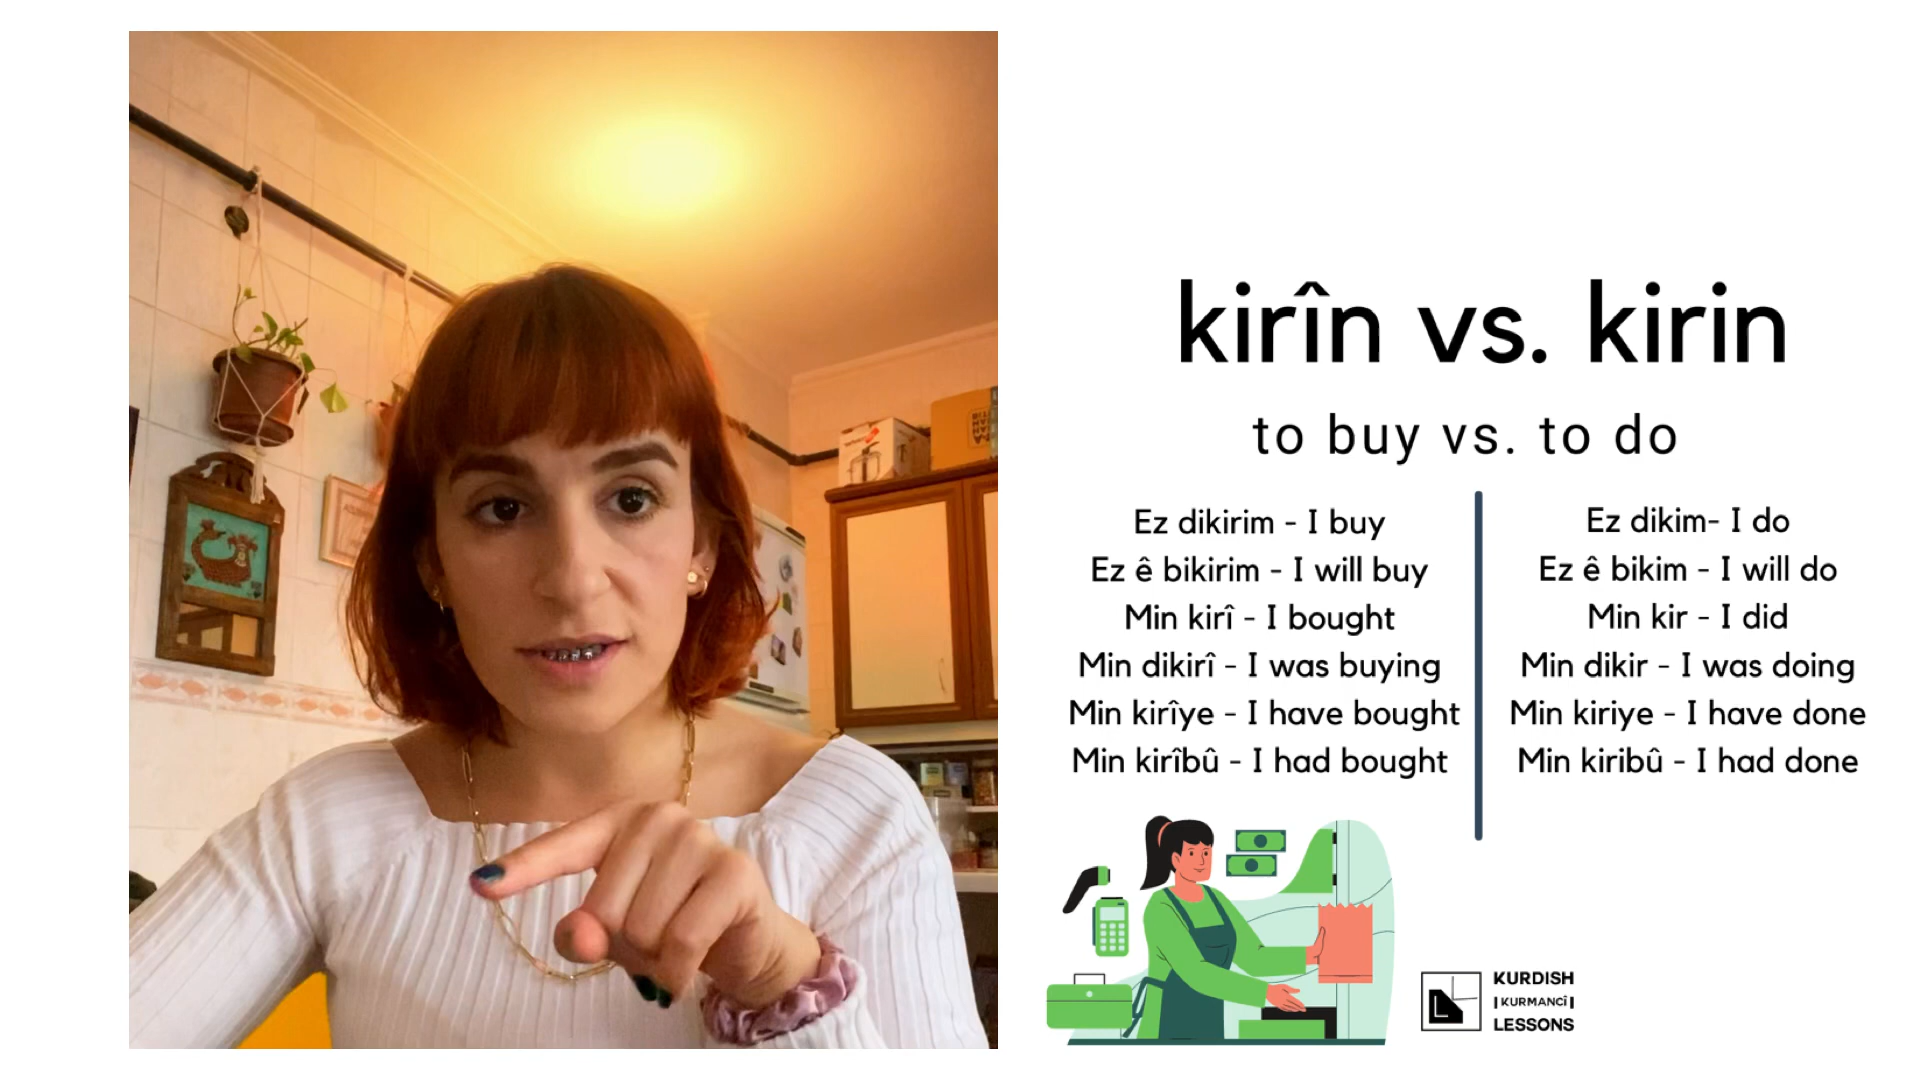 kirîn vs. kirin
to buy vs. to do
Ez dikirim - I buy
Ez ê bikirim - I will buy
Min kirî - I bought
Min dikirî - I was buying
Min kirîye - I have bought
Min kirîbû - I had bought
Ez dikim- I do
Ez ê bikim - I will do
Min kir - I did
Min dikir - I was doing
Min kiriye - I have done
Min kiribû - I had done
KURDISH
| KURMANCÎ |
LESSONS